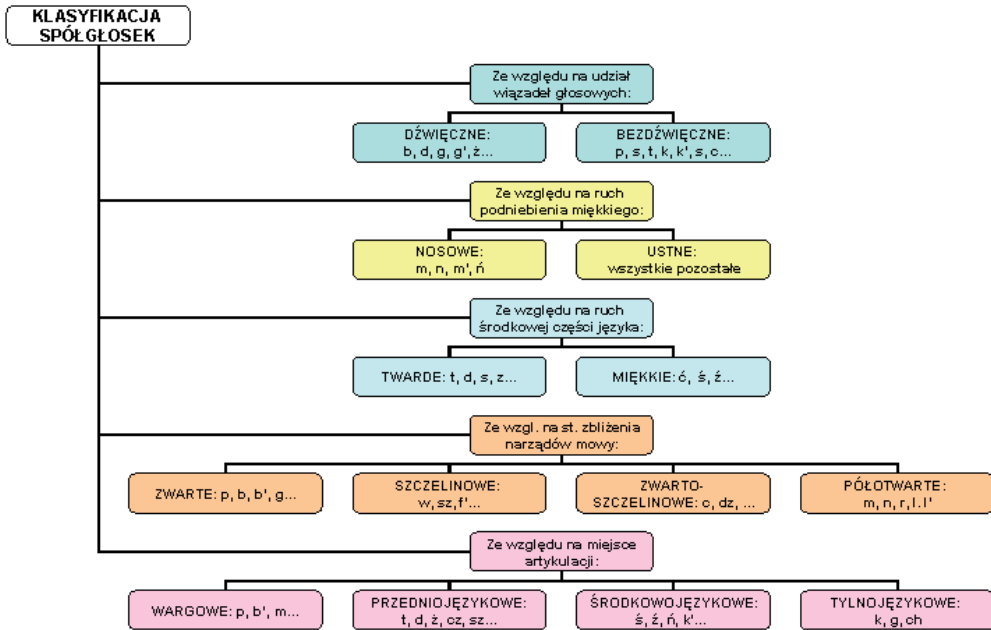 KLASYFIKACJA
SPÓŁGŁOSEK
Ze względu na udział
wiązadeł głosowych:
DŹWIĘCZNE:
b, d, g, g', ż...
BEZDŹWIĘCZNE:
p, s, t, k, k', s, c...
Ze względu na ruch
podniebienia miękkiego:
NOSOWE:
m, n, m', ń
USTNE:
wszystkie pozostałe
Ze względu na ruch
środkowej części języka:
TWARDE: t, d, s, z...
MIĘKKIE: ć, ś, ź...
Ze wzgl. na st. zbliżenia
narządów mowy:
ZWARTE: p, b, b', g...
SZCZELINOWE:
w, sz, f'...
ZWARTO-
SZCZELINOWE: c, dz, ...
PÓŁOTWARTE:
m, n, r, l. l'
Ze względu na miejsce
artykulacji:
WARGOWE: p, b', m...
PRZEDNIOJĘZYKOWE:
t, d, ż, cz, sz...
ŚRODKOWOJĘZYKOWE:
ś, ź, ń, k'...
TYLNOJĘZYKOWE:
k, g, ch